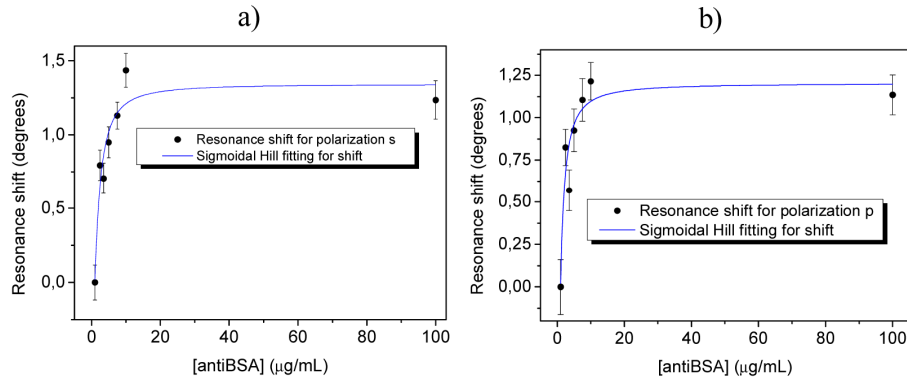 a)
1,5
1,0
0,5
0,0
Resonance shift (degrees)
Resonance shift for polarization s
Sigmoidal Hill fitting for shift
0
20
40
60
80
100
[antiBSA] (μg/mL)
b)
1,25
1,00
0,75
0,50
0,25
0,00
Resonance shift (degrees)
Resonance shift for polarization p
Sigmoidal Hill fitting for shift
0
20
40
60
80
100
[antiBSA] (μg/mL)